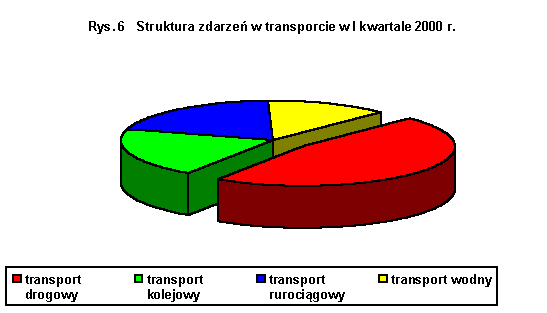 Rys.6 Struktura zdarzeń w transporcie w I kwartale 2000 r.
transport drogowy
transport kolejowy
transport rurociągowy
transport wodny